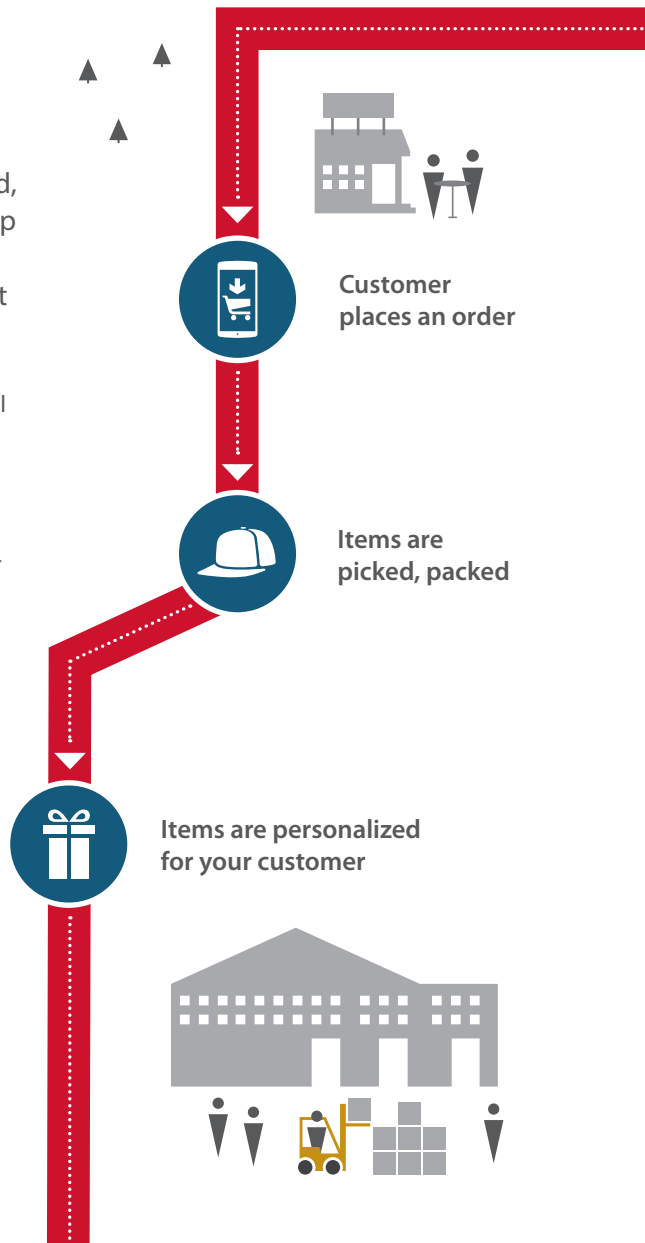 Customer
places an order
Items are
picked, packed
Items are personalized
for your customer